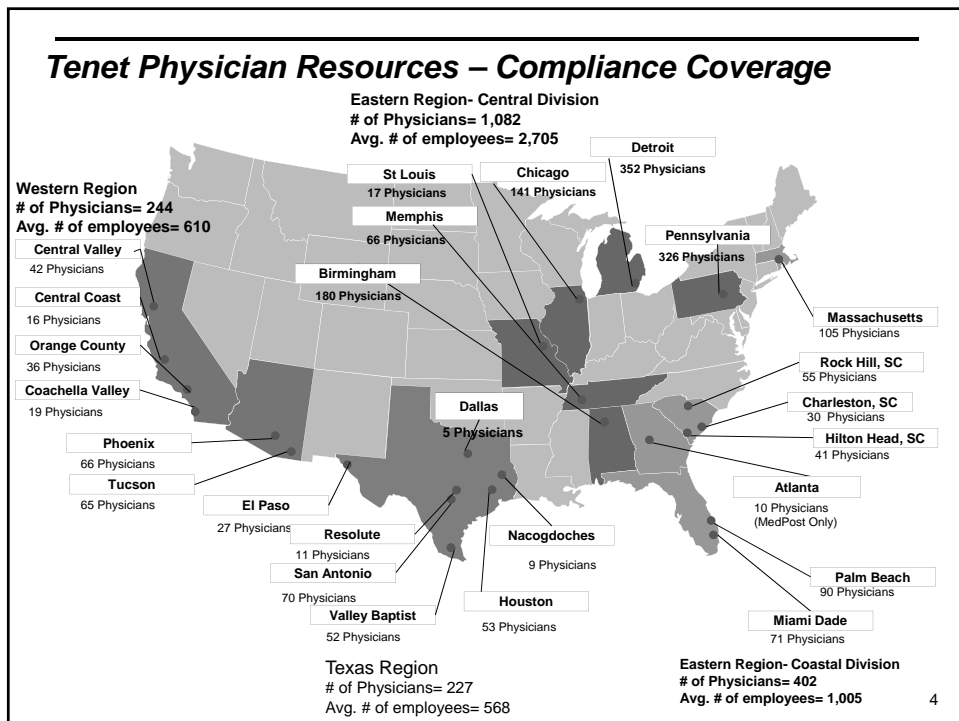 Tenet Physician Resources – Compliance Coverage
Eastern Region- Central Division
# of Physicians= 1,082
Avg. # of employees= 2,705
Detroit
352 Physicians
St Louis
17 Physicians
Chicago
141 Physicians
Western Region
# of Physicians= 244
Avg. # of employees= 610
Memphis
66 Physicians
Pennsylvania
326 Physicians
Central Valley
42 Physicians
Birmingham
180 Physicians
Central Coast
16 Physicians
Massachusetts
105 Physicians
Orange County
36 Physicians
Rock Hill, SC
55 Physicians
Coachella Valley
19 Physicians
Dallas
5 Physicians
Charleston, SC
30 Physicians
Phoenix
66 Physicians
Hilton Head, SC
41 Physicians
Tucson
65 Physicians
Atlanta
10 Physicians
(MedPost Only)
El Paso
27 Physicians
Resolute
11 Physicians
Nacogdoches
9 Physicians
San Antonio
70 Physicians
Palm Beach
90 Physicians
Houston
53 Physicians
Valley Baptist
52 Physicians
Miami Dade
71 Physicians
Texas Region
# of Physicians= 227
Avg. # of employees= 568
Eastern Region- Coastal Division
# of Physicians= 402
Avg. # of employees= 1,005
4